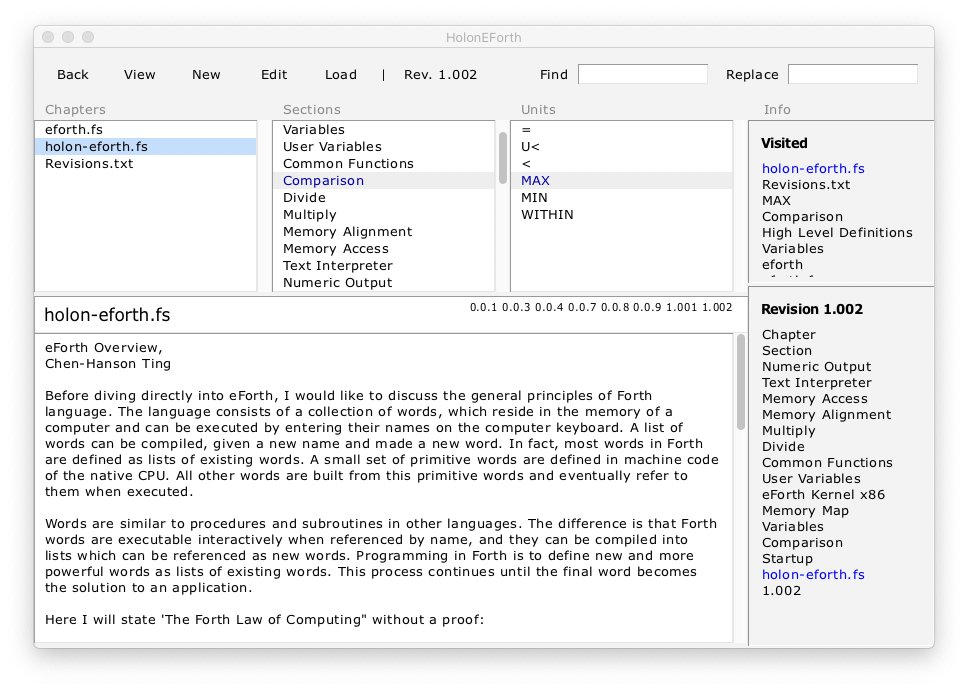 HolonEForth
Back View New Edit Load | Rev. 1.002 Find Replace
Chapters
eforth.fs
holon-eforth.fs
Revisions.txt
Sections
Variables
User Variables
Common Functions
Comparison
Divide
Multiply
Memory Alignment
Memory Access
Text Interpreter
Numeric Output
Units
=
U<
<
MAX
MIN
WITHIN
Info
Visited
holon-eforth.fs
Revisions.txt
MAX
Comparison
High Level Definitions
Variables
eforth
holon-eforth.fs
0.0.1 0.0.3 0.0.4 0.0.7 0.0.8 0.0.9 1.001 1.002
eForth Overview,
Chen-Hanson Ting
Before diving directly into eForth, I would like to discuss the general principles of Forth
language. The language consists of a collection of words, which reside in the memory of a
computer and can be executed by entering their names on the computer keyboard. A list of
words can be compiled, given a new name and made a new word. In fact, most words in Forth
are defined as lists of existing words. A small set of primitive words are defined in machine code
of the native CPU. All other words are built from this primitive words and eventually refer to
them when executed.
Words are similar to procedures and subroutines in other languages. The difference is that Forth
words are executable interactively when referenced by name, and they can be compiled into
lists which can be referenced as new words. Programming in Forth is to define new and more
powerful words as lists of existing words. This process continues until the final word becomes
the solution to an application.
Here I will state 'The Forth Law of Computing" without a proof:
Revision 1.002
Chapter
Section
Numeric Output
Text Interpreter
Memory Access
Memory Alignment
Multiply
Divide
Common Functions
User Variables
eForth Kernel x86
Memory Map
Variables
Comparison
Startup
holon-eforth.fs
1.002